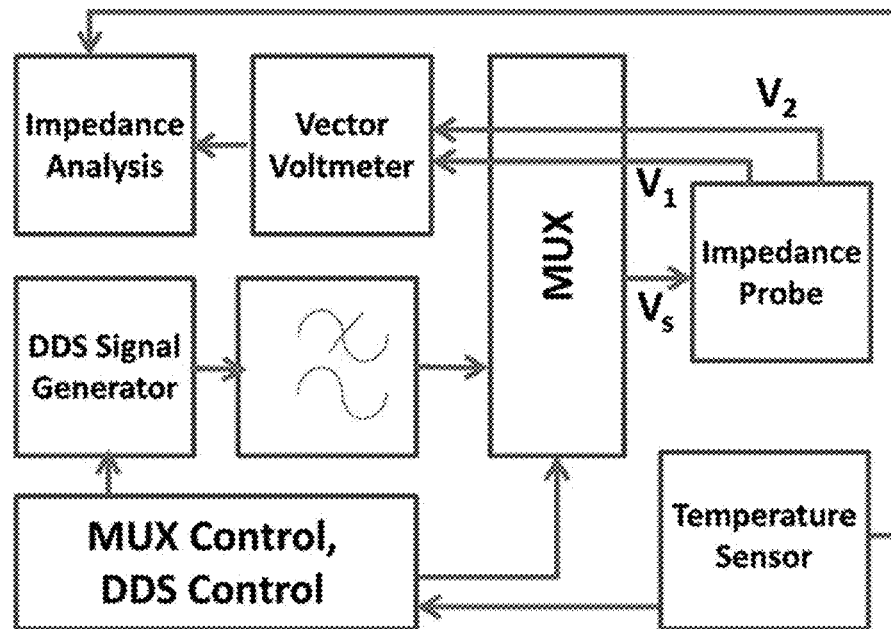 Impedance
Analysis
Vector
Voltmeter
MUX
V2
V1
Vs
Impedance
Probe
DDS Signal
Generator
MUX Control,
DDS Control
Temperature
Sensor